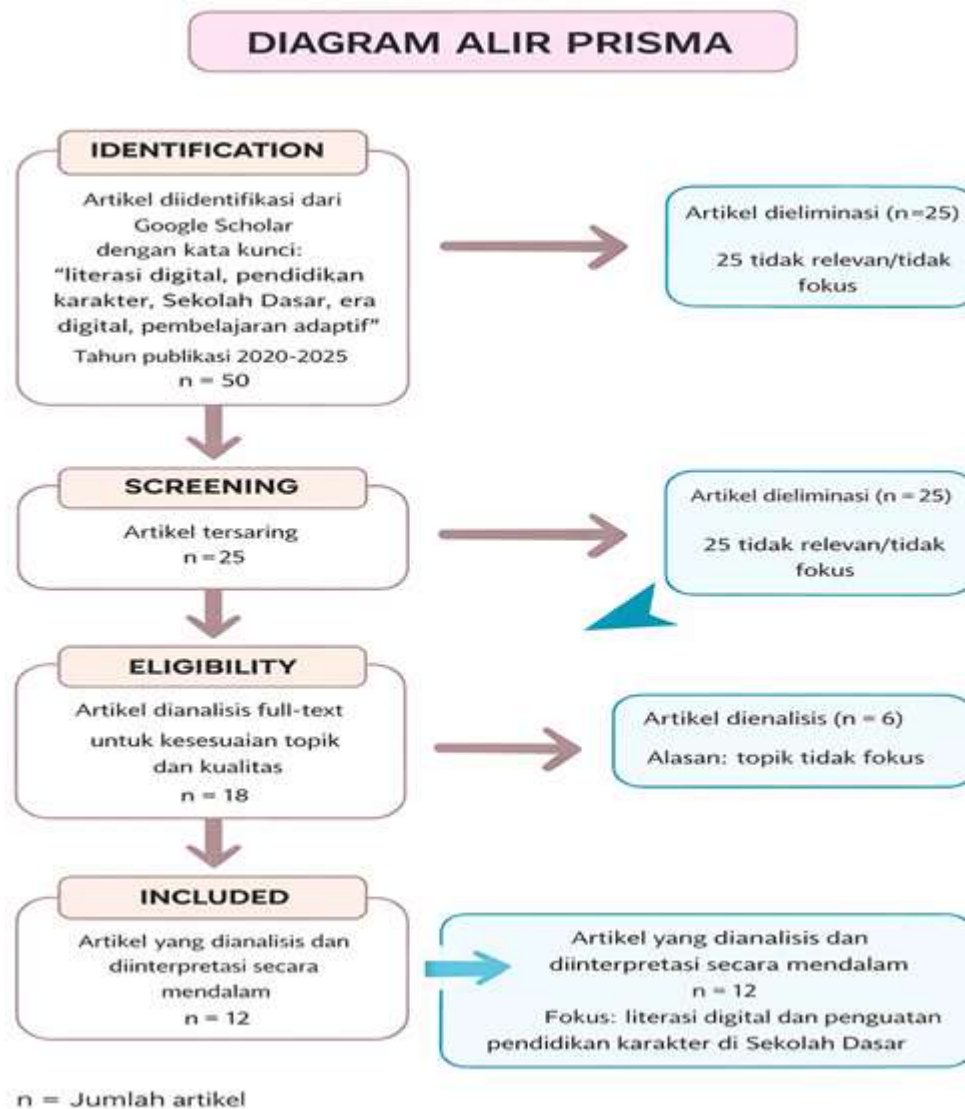 DIAGRAM ALIR PRISMA
IDENTIFICATION
Artikel diidentifikasi dari
Google Scholar
dengan kata kunci:
“literasi digital, pendidikan
karakter, Sekolah Dasar, era
digital, pembelajaran adaptif”
Tahun publikasi 2020-2025
n = 50
Artikel dieliminasi (n=25)
25 tidak relevan/tidak
fokus
SCREENING
Artikel tersaring
n=25
Artikel dieliminasi (n = 25)
25 tidak relevan/tidak
fokus
ELIGIBILITY
Artikel dianalisis full-text
untuk kesesuaian topik
dan kualitas
n = 18
Artikel dienalisis (n = 6)
Alasan: topik tidak fokus
INCLUDED
Artikel yang dianalisis dan
diinterpretasi secara
mendalam
n = 12
Artikel yang dianalisis dan
diinterpretasi secara mendalam
n = 12
Fokus: literasi digital dan penguatan
pendidikan karakter di Sekolah Dasar
n = Jumlah artikel